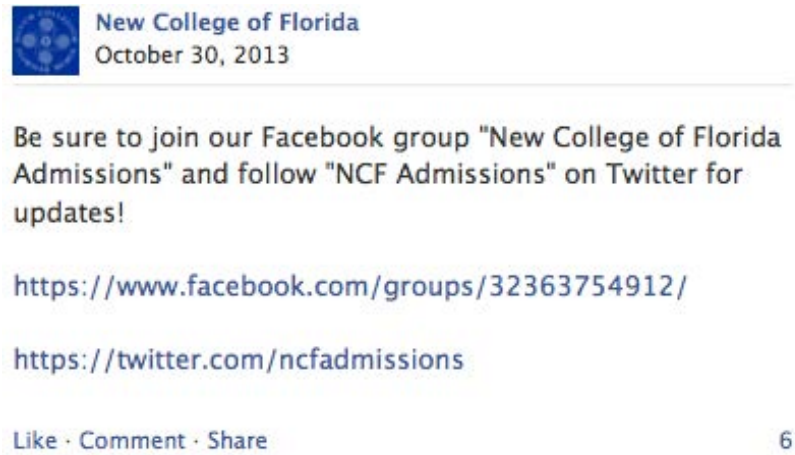 New College of Florida
October 30, 2013
Be sure to join our Facebook group "New College of Florida
Admissions" and follow "NCF Admissions" on Twitter for
updates!
https://www.facebook.com/groups/32363754912/
https://twitter.com/ncfadmissions
Like · Comment · Share 6